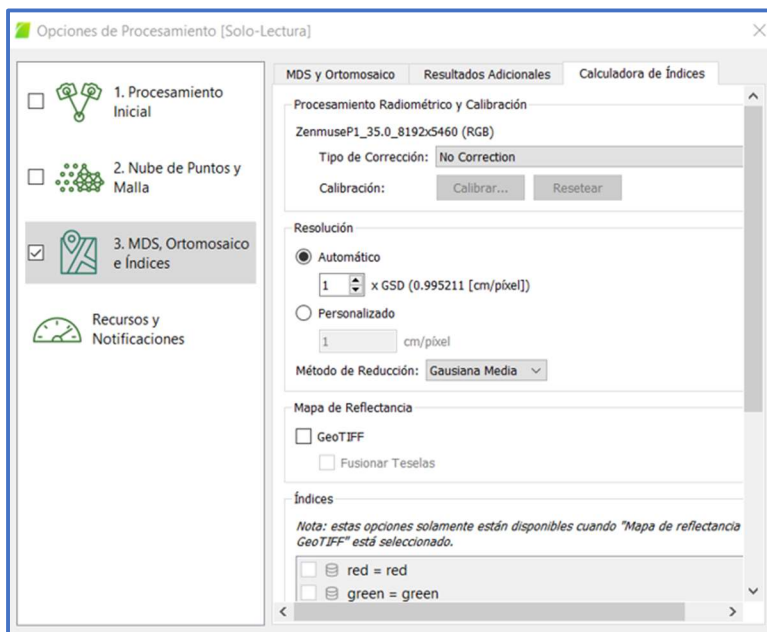 Opciones de Procesamiento [Solo-Lectura]
1. Procesamiento
Inicial
2. Nube de Puntos y
Malla
3. MDS, Ortomosaico
e Índices
Recursos y
Notificaciones
MDS y Ortomosaico
Resultados Adicionales
Calculadora de Índices
Procesamiento Radiométrico y Calibración
ZenmuseP1_35.0_8192x5460 (RGB)
Tipo de Corrección: No Correction
Calibración: Calibrar... Resetear
Resolución
Automático
1 x GSD (0.995211 [cm/píxel])
Personalizado
1 cm/píxel
Método de Reducción: Gausiana Media
Mapa de Reflectancia
GeoTIFF
Fusionar Teselas
Índices
Nota: estas opciones solamente están disponibles cuando "Mapa de reflectancia
GeoTIFF" está seleccionado.
red = red
green = green